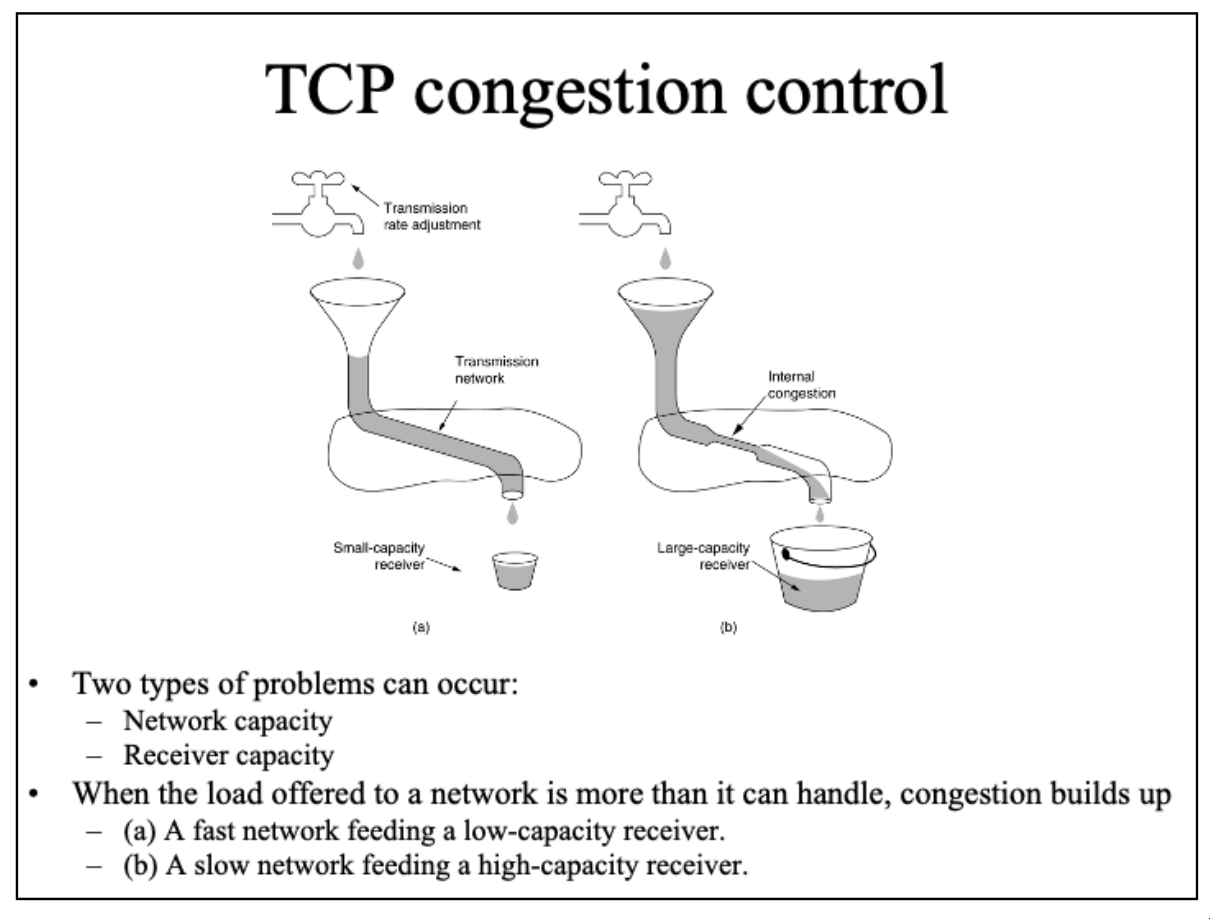 TCP congestion control
Transmission
rate adjustment
Transmission
network
Internal
congestion
Small-capacity
receiver
Large-capacity
receiver
(a)
(b)
• Two types of problems can occur:
– Network capacity
– Receiver capacity
• When the load offered to a network is more than it can handle, congestion builds up
– (a) A fast network feeding a low-capacity receiver.
– (b) A slow network feeding a high-capacity receiver.